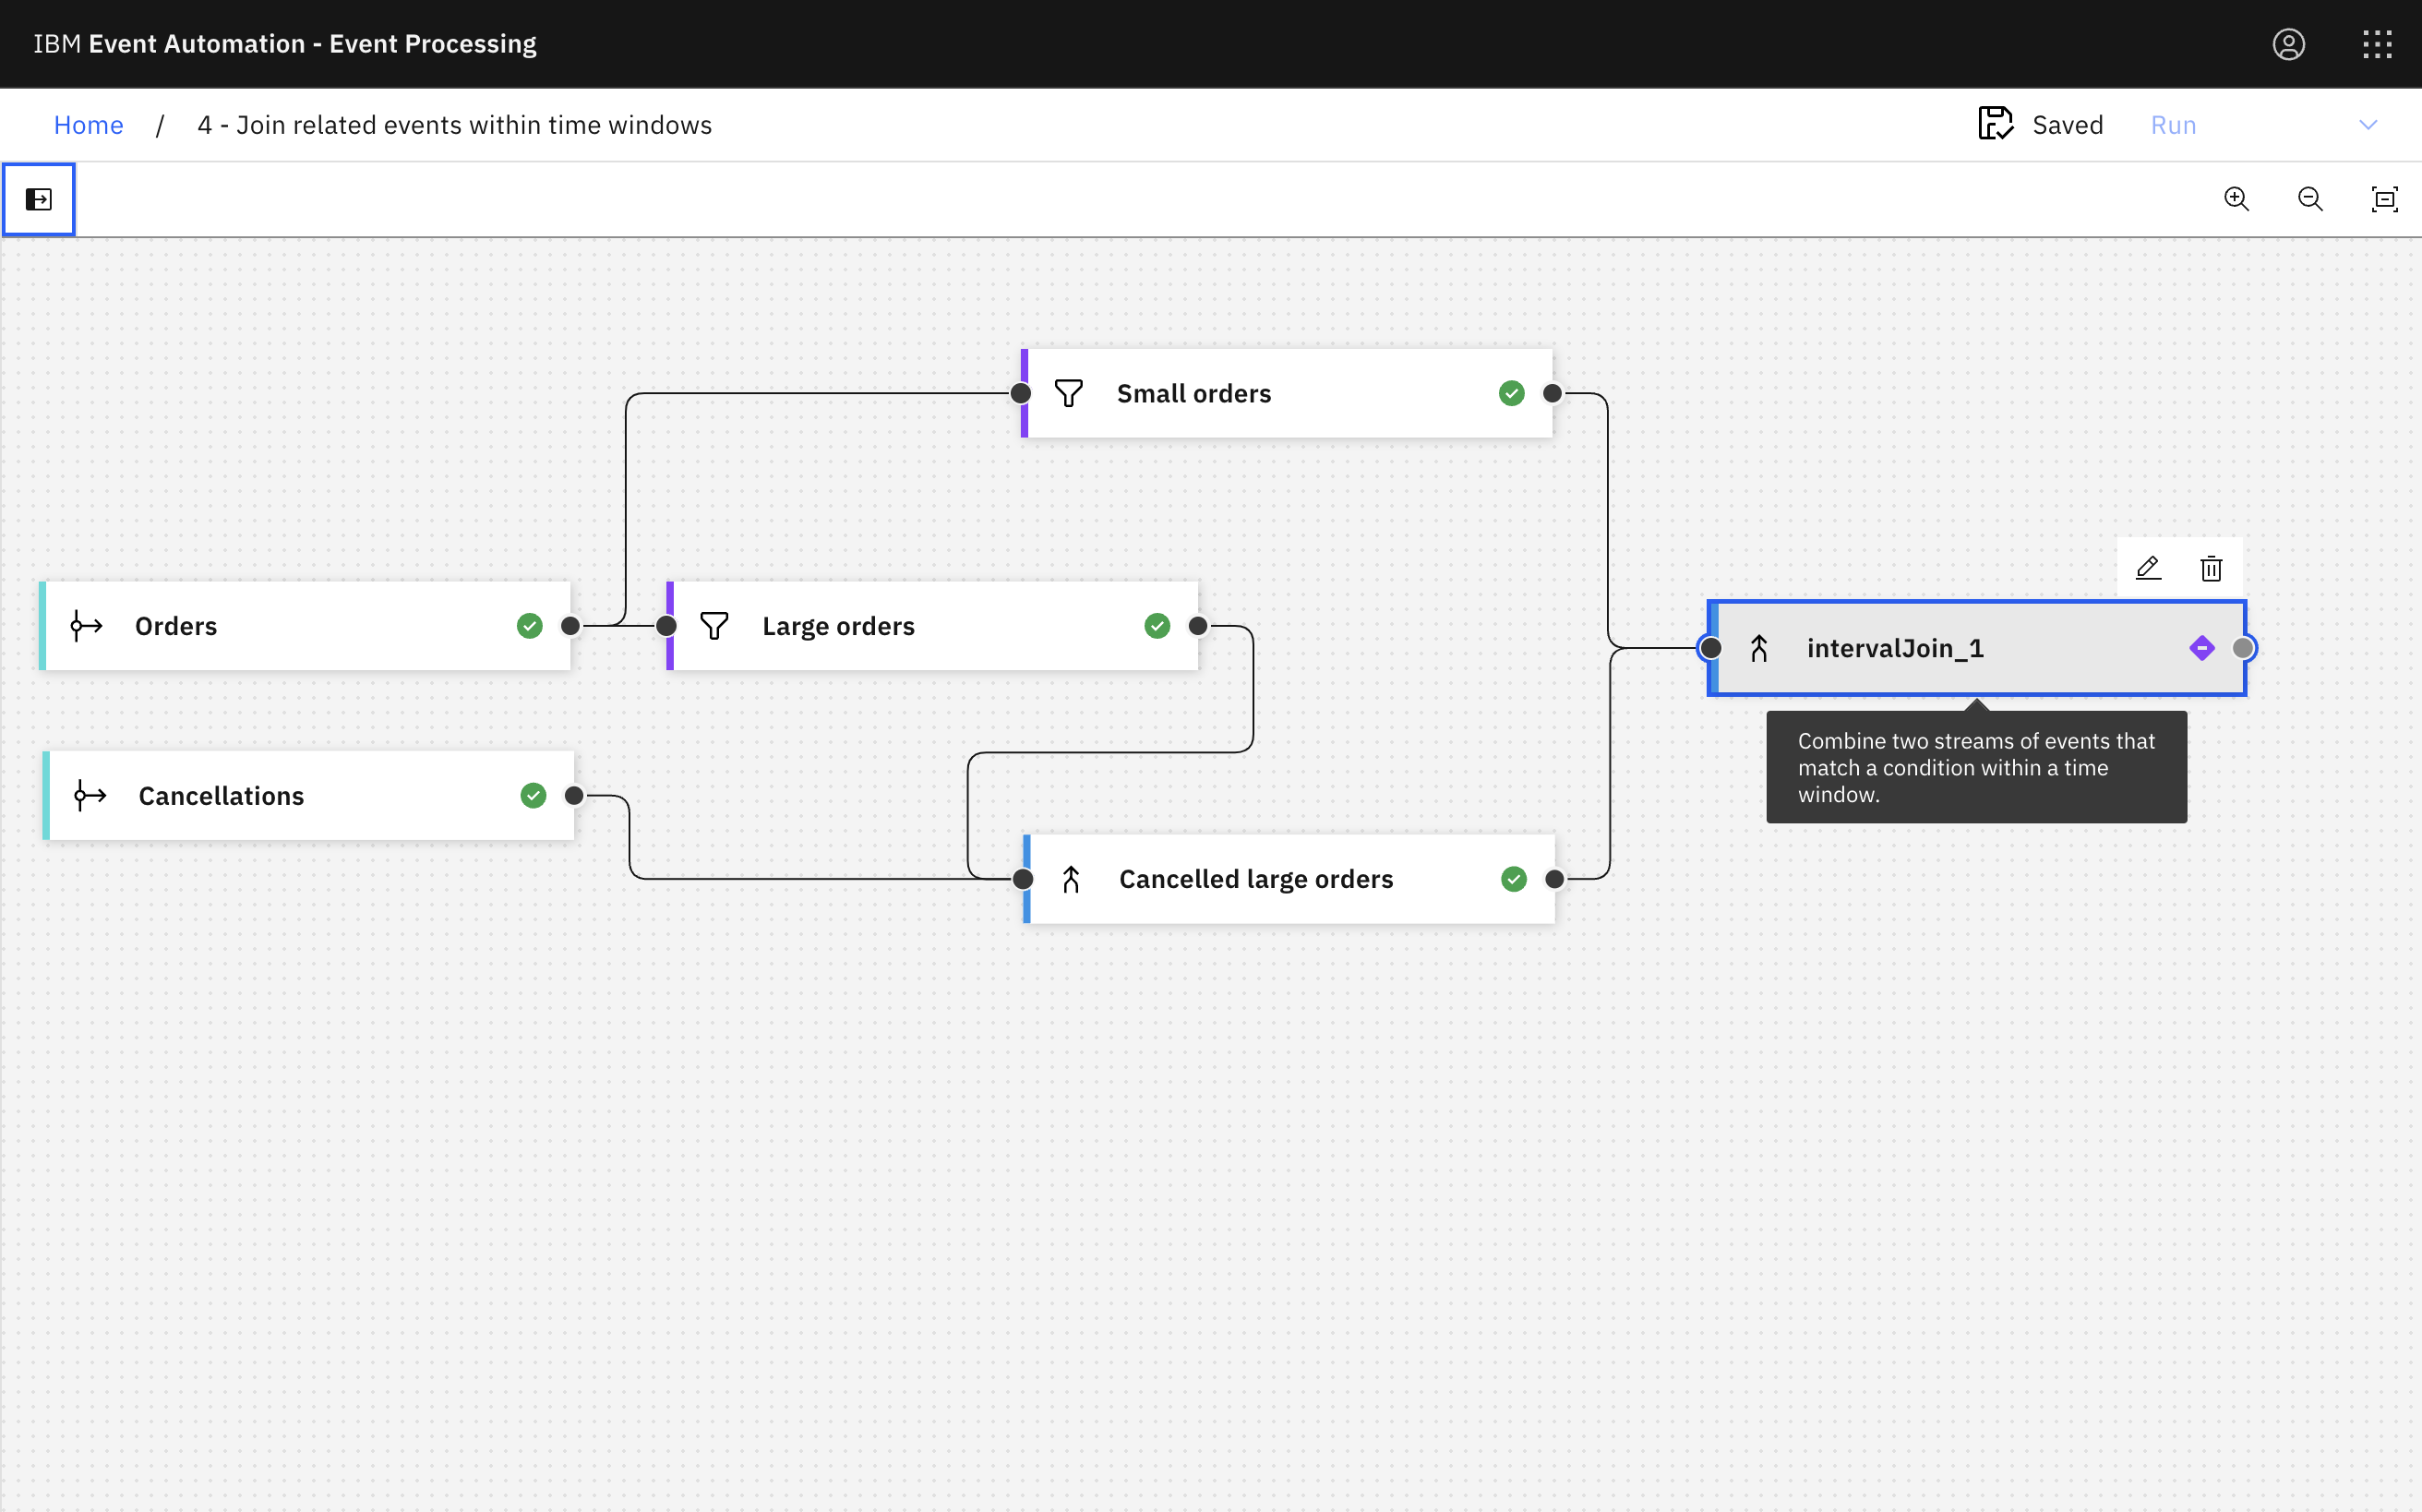 IBM Event Automation - Event Processing
Home / 4 - Join related events within time windows
Saved
Run
Small orders
Orders
Large orders
intervalJoin_1
Combine two streams of events that
match a condition within a time
window.
Cancellations
Cancelled large orders